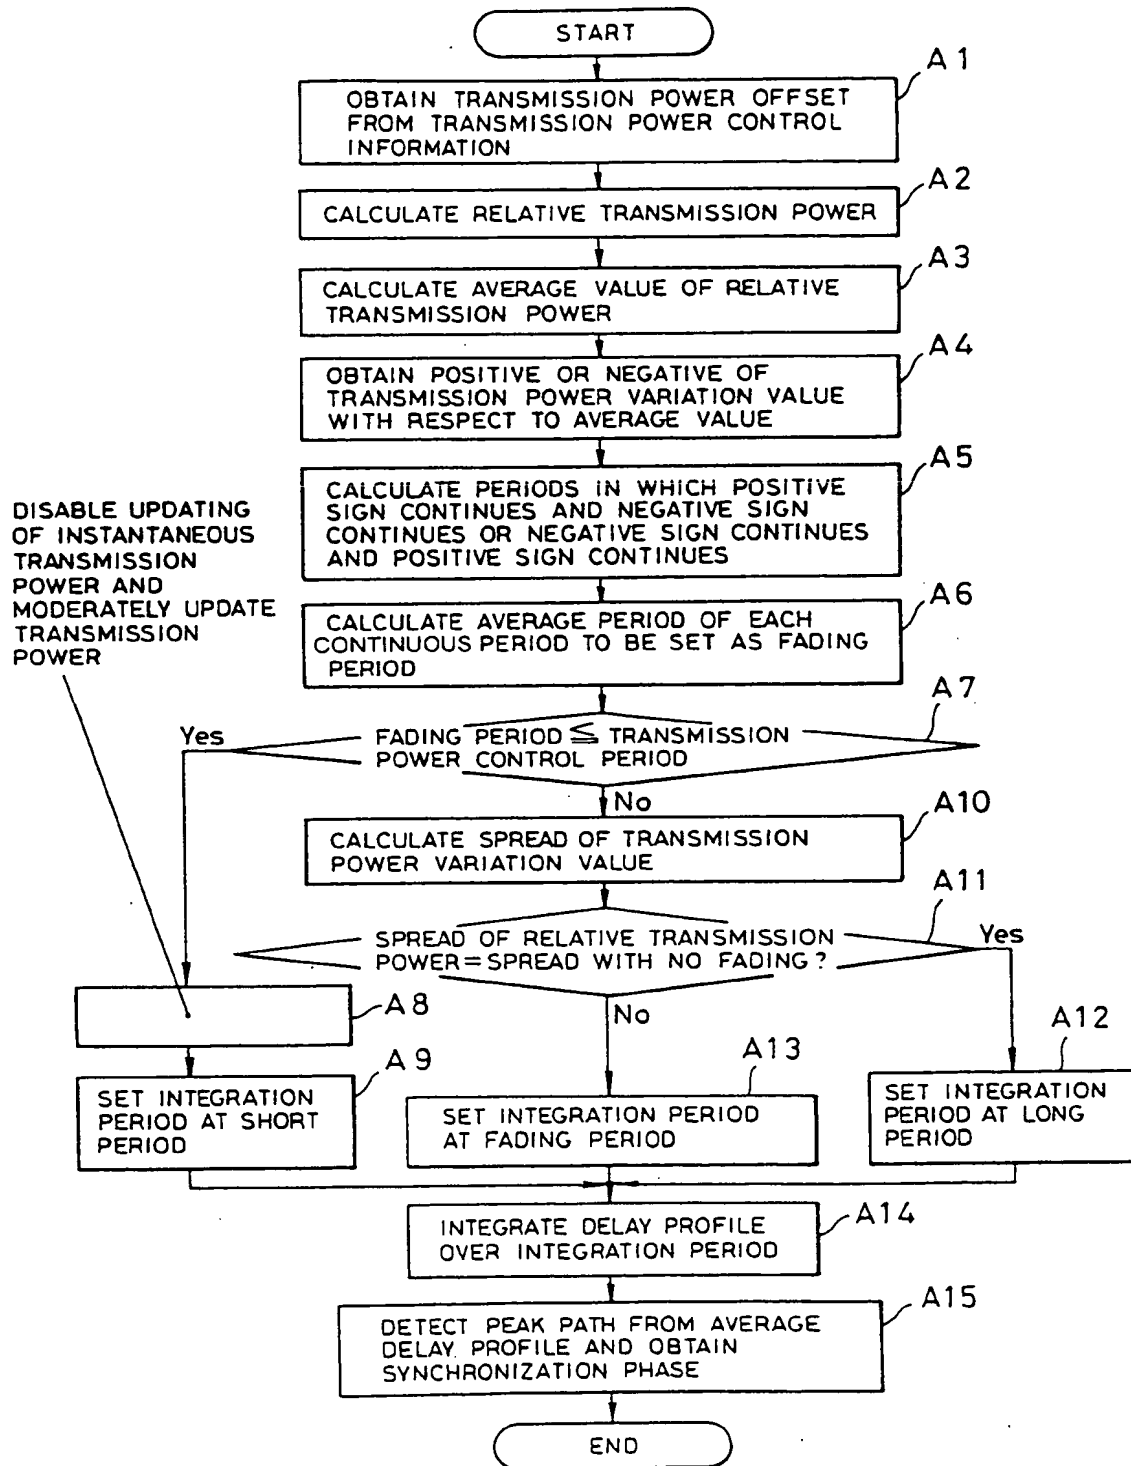 START
A1
OBTAIN TRANSMISSION POWER OFFSET
FROM TRANSMISSION POWER CONTROL
INFORMATION
A2
CALCULATE RELATIVE TRANSMISSION POWER
A3
CALCULATE AVERAGE VALUE OF RELATIVE
TRANSMISSION POWER
A4
OBTAIN POSITIVE OR NEGATIVE OF
TRANSMISSION POWER VARIATION VALUE
WITH RESPECT TO AVERAGE VALUE
A5
CALCULATE PERIODS IN WHICH POSITIVE
SIGN CONTINUES AND NEGATIVE SIGN
CONTINUES OR NEGATIVE SIGN CONTINUES
AND POSITIVE SIGN CONTINUES
DISABLE UPDATING
OF INSTANTANEOUS
TRANSMISSION
POWER AND
MODERATELY UPDATE
TRANSMISSION
POWER
A6
CALCULATE AVERAGE PERIOD OF EACH
CONTINUOUS PERIOD TO BE SET AS FADING
PERIOD
A7
Yes
FADING PERIOD ≦ TRANSMISSION
POWER CONTROL PERIOD
No
A10
CALCULATE SPREAD OF TRANSMISSION
POWER VARIATION VALUE
A11
SPREAD OF RELATIVE TRANSMISSION
POWER=SPREAD WITH NO FADING?
Yes
No
A8
A9
SET INTEGRATION
PERIOD AT SHORT
PERIOD
A13
SET INTEGRATION PERIOD
AT FADING PERIOD
A12
SET INTEGRATION
PERIOD AT LONG
PERIOD
A14
INTEGRATE DELAY PROFILE
OVER INTEGRATION PERIOD
A15
DETECT PEAK PATH FROM AVERAGE
DELAY PROFILE AND OBTAIN
SYNCHRONIZATION PHASE
END